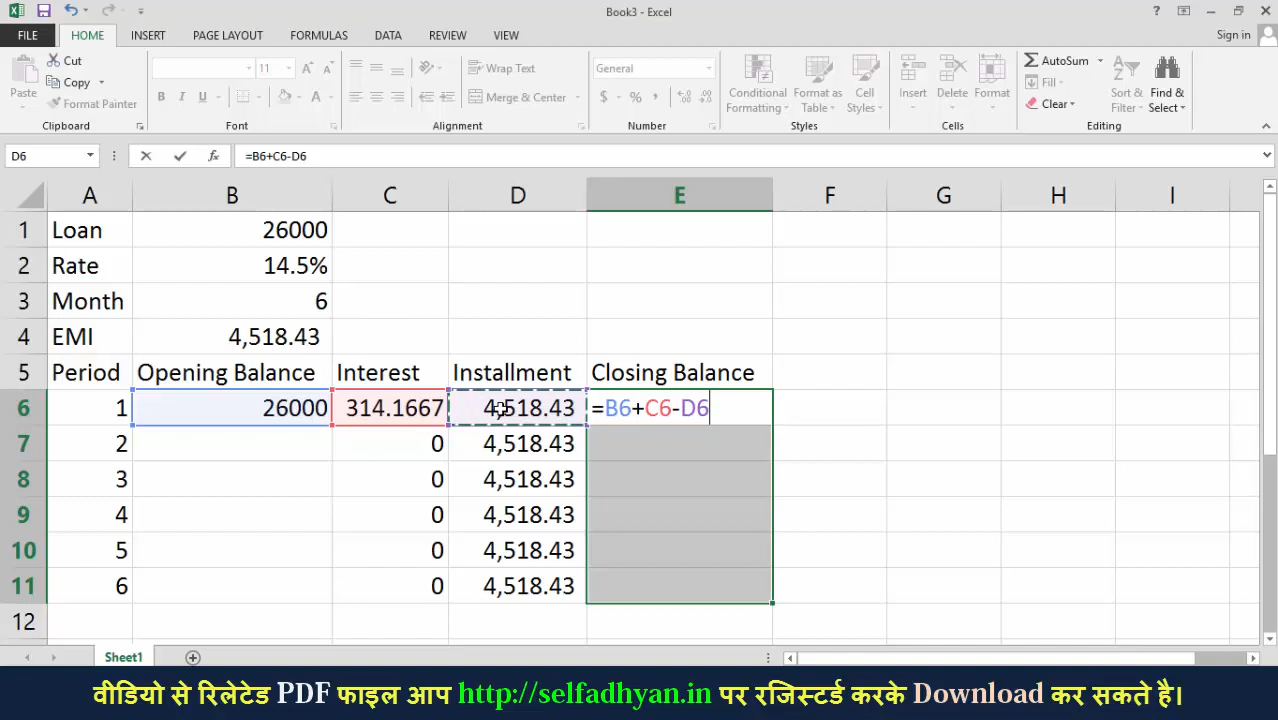 Book3 - Excel
FILE HOME INSERT PAGE LAYOUT FORMULAS DATA REVIEW VIEW Sign in
Paste Cut Copy Format Painter
11 Wrap Text Merge & Center
General $ %
Conditional Formatting Format as Table Cell Styles
Insert Delete Format
AutoSum Fill Clear Sort & Filter Find & Select
Clipboard Font Alignment Number Styles Cells Editing
D6 =B6+C6-D6
A B C D E F G H I
1 Loan 26000
2 Rate 14.5%
3 Month 6
4 EMI 4,518.43
5 Period Opening Balance Interest Installment Closing Balance
6 1 26000 314.1667 4,518.43 =B6+C6-D6
7 2 0 4,518.43
8 3 0 4,518.43
9 4 0 4,518.43
10 5 0 4,518.43
11 6 0 4,518.43
12
Sheet1
वीडियो से रिलेटेड PDF फाइल आप http://selfadhyan.in पर रजिस्टर्ड करके Download कर सकते है।